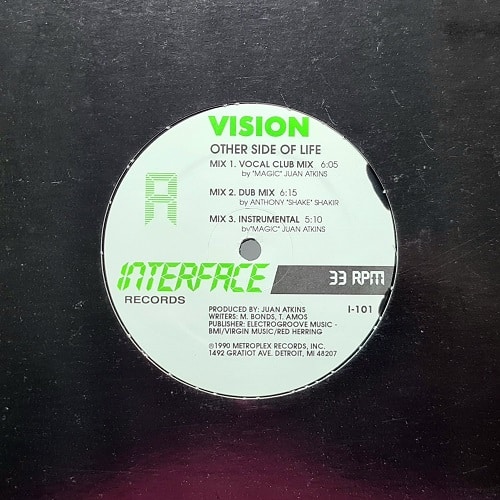 VISION
OTHER SIDE OF LIFE
MIX 1. VOCAL CLUB MIX 6:05
by "MAGIC" JUAN ATKINS
MIX 2. DUB MIX 6:15
by ANTHONY "SHAKE" SHAKIR
MIX 3. INSTRUMENTAL 5:10
by"MAGIC" JUAN ATKINS
A
INTERFACE
RECORDS
33 RPM
I-101
PRODUCED BY: JUAN ATKINS
WRITERS: M. BONDS, T. AMOS
PUBLISHER: ELECTROGROOVE MUSIC -
BMI/VIRGIN MUSIC/RED HERRING
©1990 METROPLEX RECORDS, INC.
1492 GRATIOT AVE. DETROIT, MI 48207